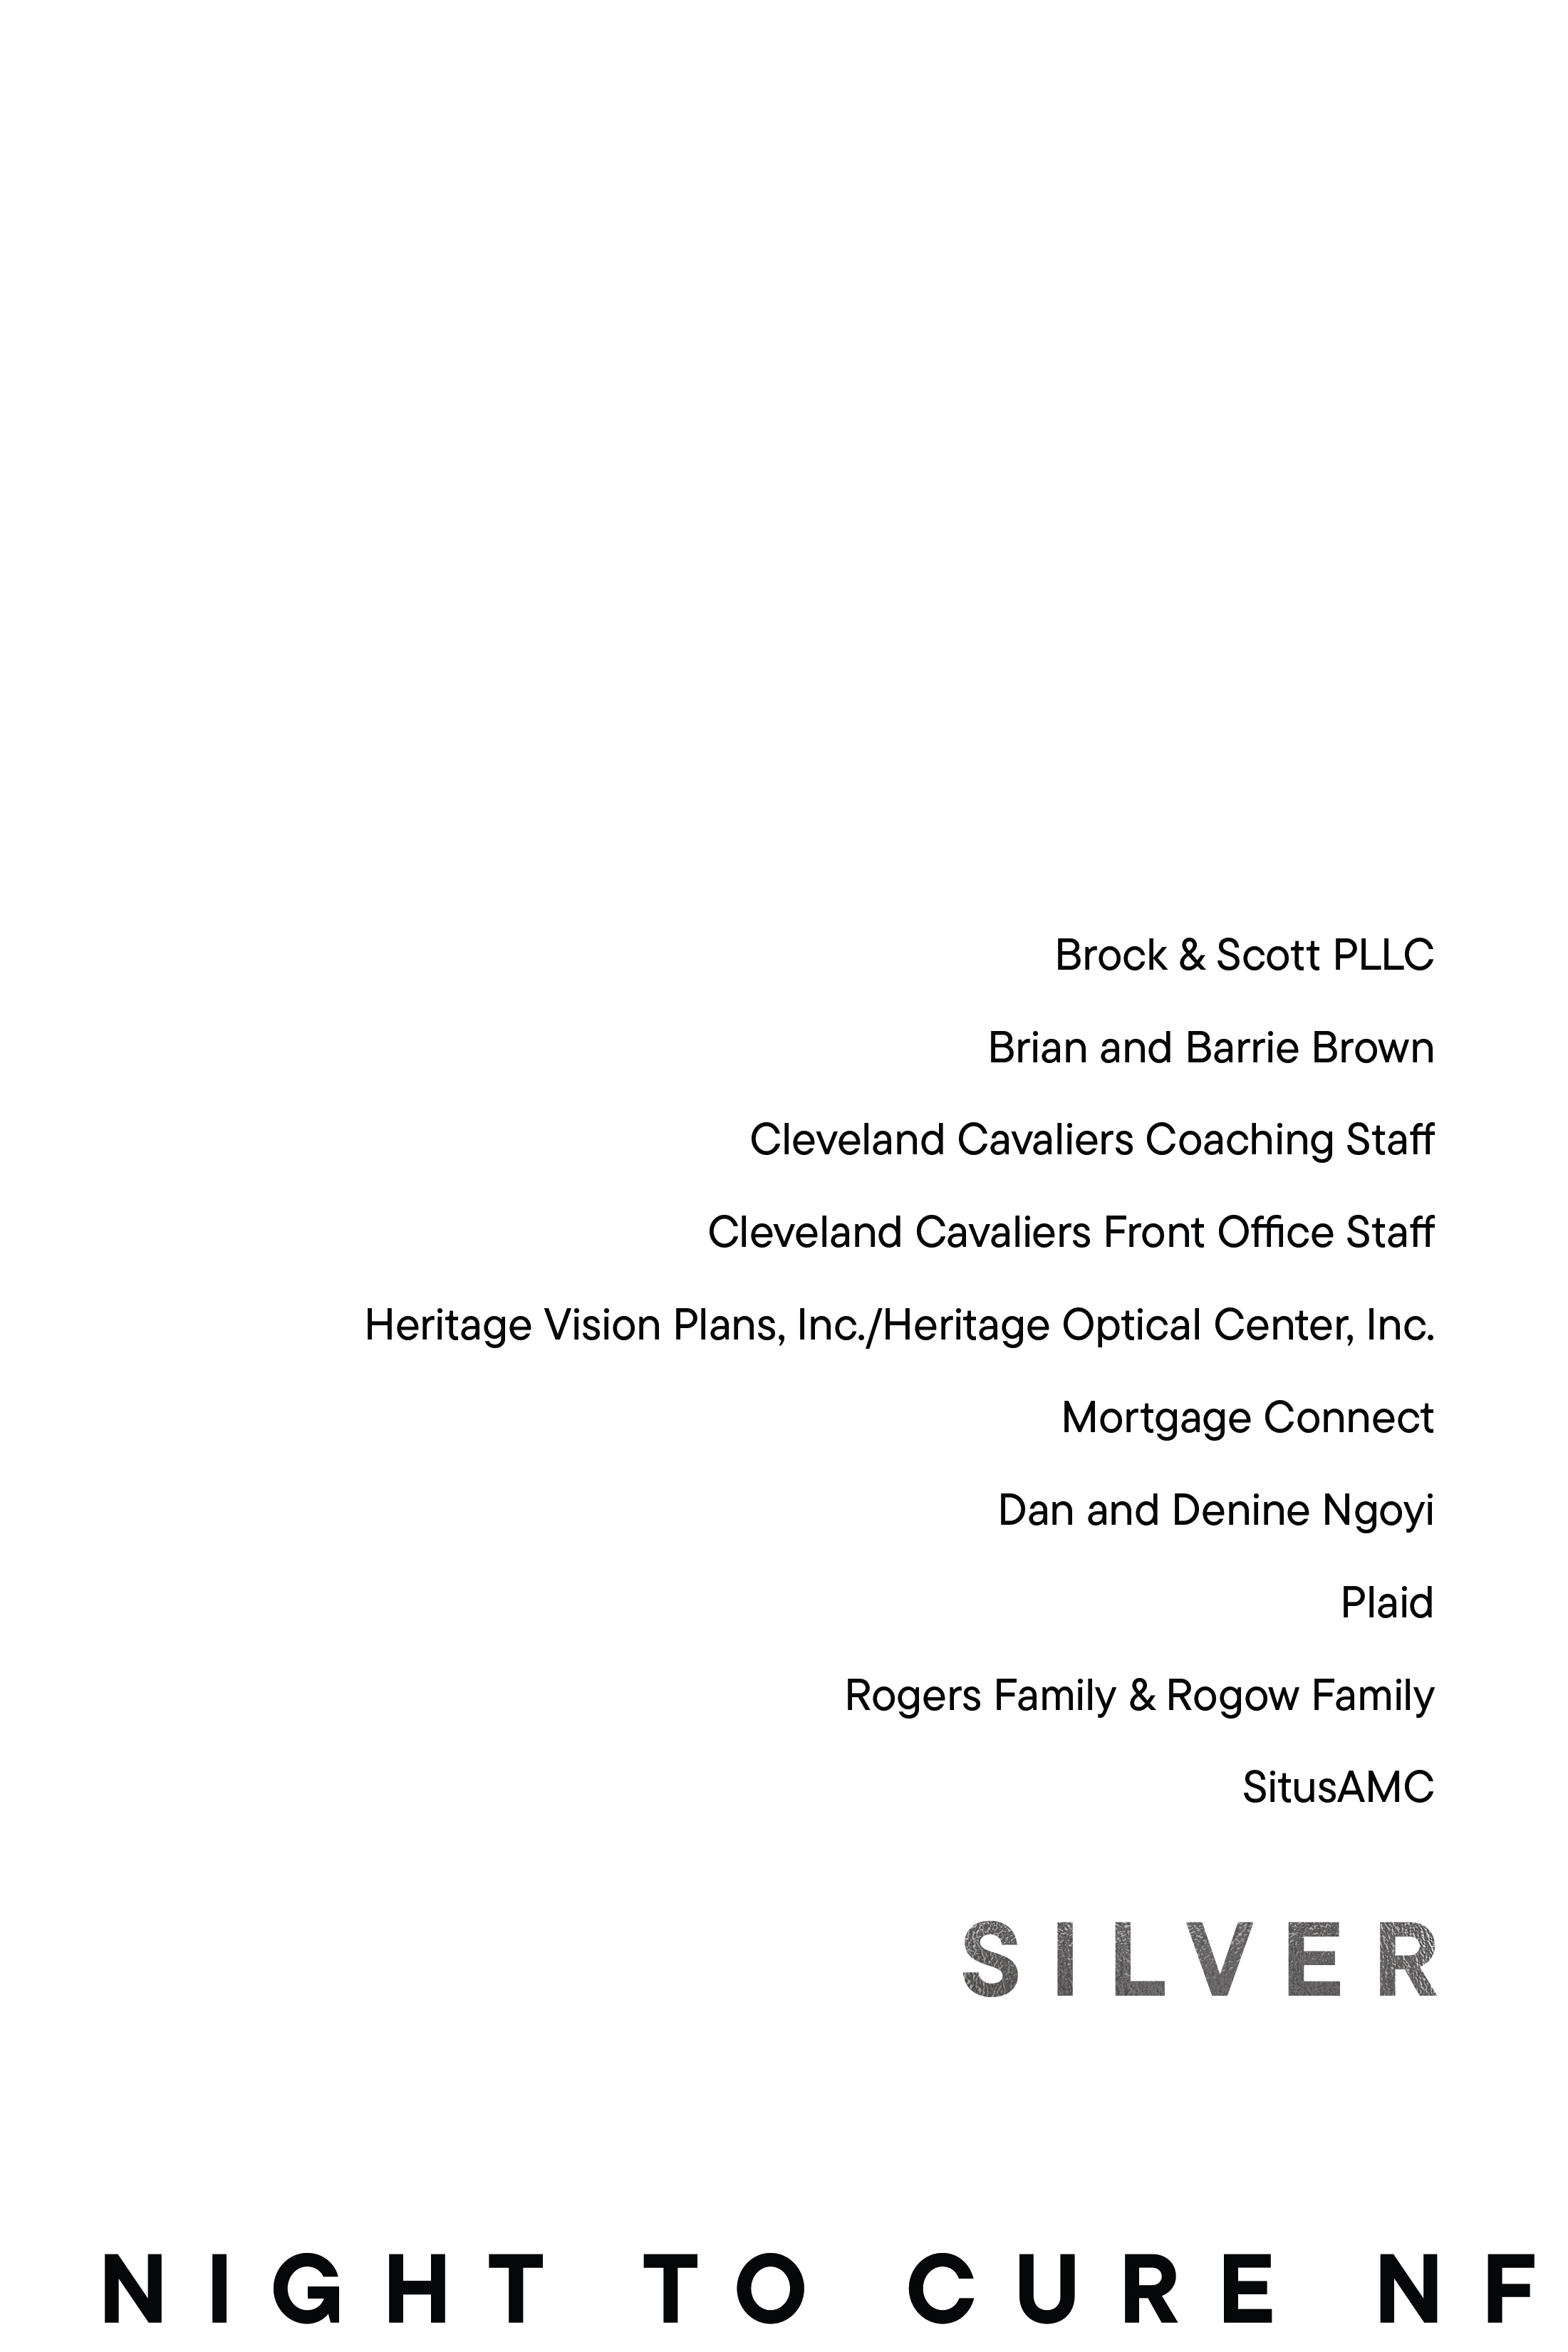 Brock & Scott PLLC
Brian and Barrie Brown
Cleveland Cavaliers Coaching Staff
Cleveland Cavaliers Front Office Staff
Heritage Vision Plans, Inc./Heritage Optical Center, Inc.
Mortgage Connect
Dan and Denine Ngoyi
Plaid
Rogers Family & Rogow Family
SitusAMC
SILVER
NIGHT TO CURE NF